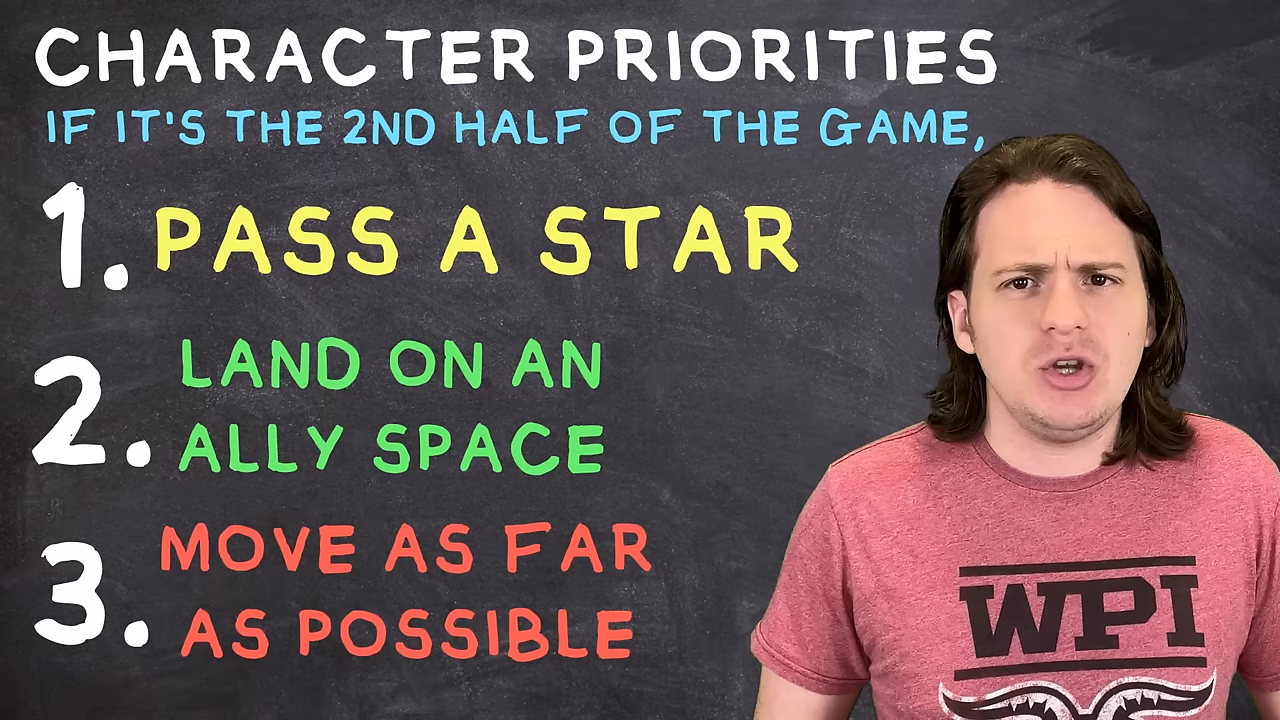 CHARACTER PRIORITIES
IF IT'S THE 2ND HALF OF THE GAME,
1. PASS A STAR
2. LAND ON AN
ALLY SPACE
3. MOVE AS FAR
AS POSSIBLE
WPI